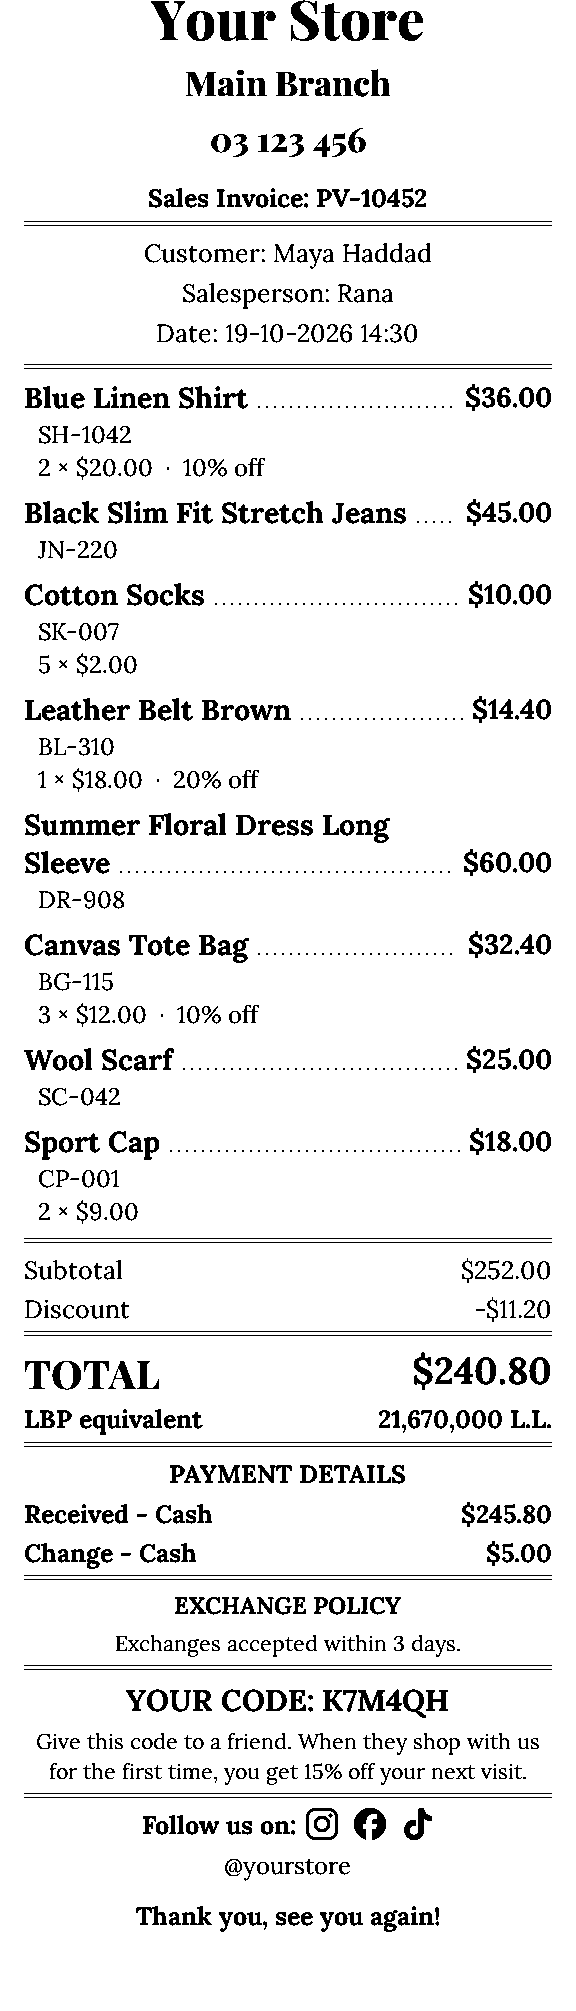 Your Store
Main Branch
03 123 456
Sales Invoice: PV-10452
Customer: Maya Haddad
Salesperson: Rana
Date: 19-10-2026 14:30
Blue Linen Shirt ........................ $36.00
SH-1042
2 × $20.00 · 10% off
Black Slim Fit Stretch Jeans ..... $45.00
JN-220
Cotton Socks .............................. $10.00
SK-007
5 × $2.00
Leather Belt Brown .................... $14.40
BL-310
1 × $18.00 · 20% off
Summer Floral Dress Long
Sleeve ......................................... $60.00
DR-908
Canvas Tote Bag ........................ $32.40
BG-115
3 × $12.00 · 10% off
Wool Scarf .................................. $25.00
SC-042
Sport Cap .................................... $18.00
CP-001
2 × $9.00
Subtotal $252.00
Discount -$11.20
TOTAL $240.80
LBP equivalent 21,670,000 L.L.
PAYMENT DETAILS
Received - Cash $245.80
Change - Cash $5.00
EXCHANGE POLICY
Exchanges accepted within 3 days.
YOUR CODE: K7M4QH
Give this code to a friend. When they shop with us
for the first time, you get 15% off your next visit.
Follow us on:
@yourstore
Thank you, see you again!